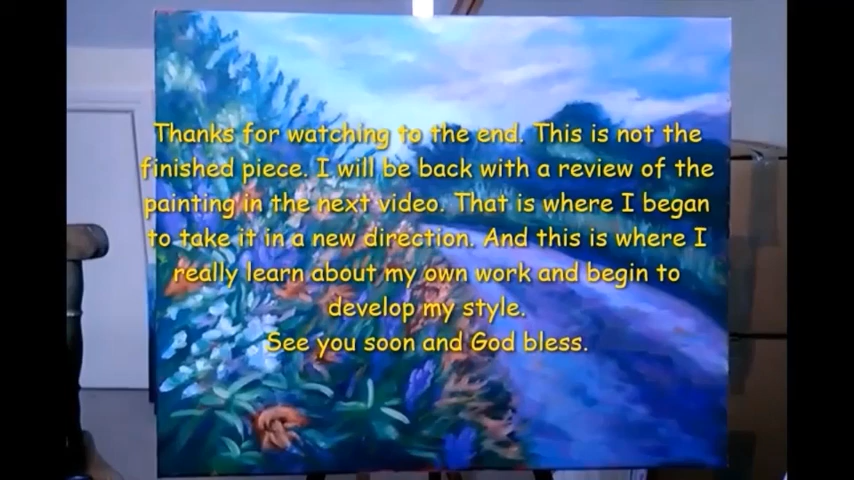 Thanks for watching to the end. This is not the
finished piece. I will be back with a review of the
painting in the next video. That is where I began
to take it in a new direction. And this is where I
really learn about my own work and begin to
develop my style.
See you soon and God bless.